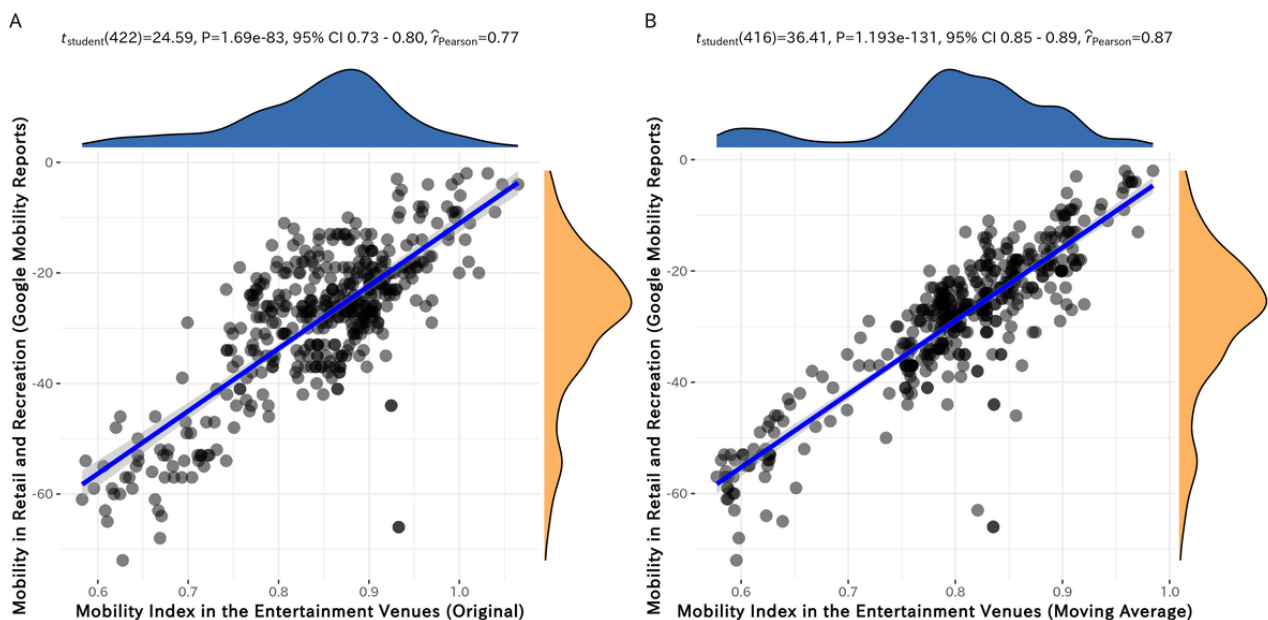 A
t_student(422)=24.59, P=1.69e-83, 95% CI 0.73 - 0.80, r̂_Pearson=0.77
Mobility in Retail and Recreation (Google Mobility Reports)
0
-20
-40
-60
0.6 0.7 0.8 0.9 1.0
Mobility Index in the Entertainment Venues (Original)
B
t_student(416)=36.41, P=1.193e-131, 95% CI 0.85 - 0.89, r̂_Pearson=0.87
Mobility in Retail and Recreation (Google Mobility Reports)
0
-20
-40
-60
0.6 0.7 0.8 0.9 1.0
Mobility Index in the Entertainment Venues (Moving Average)